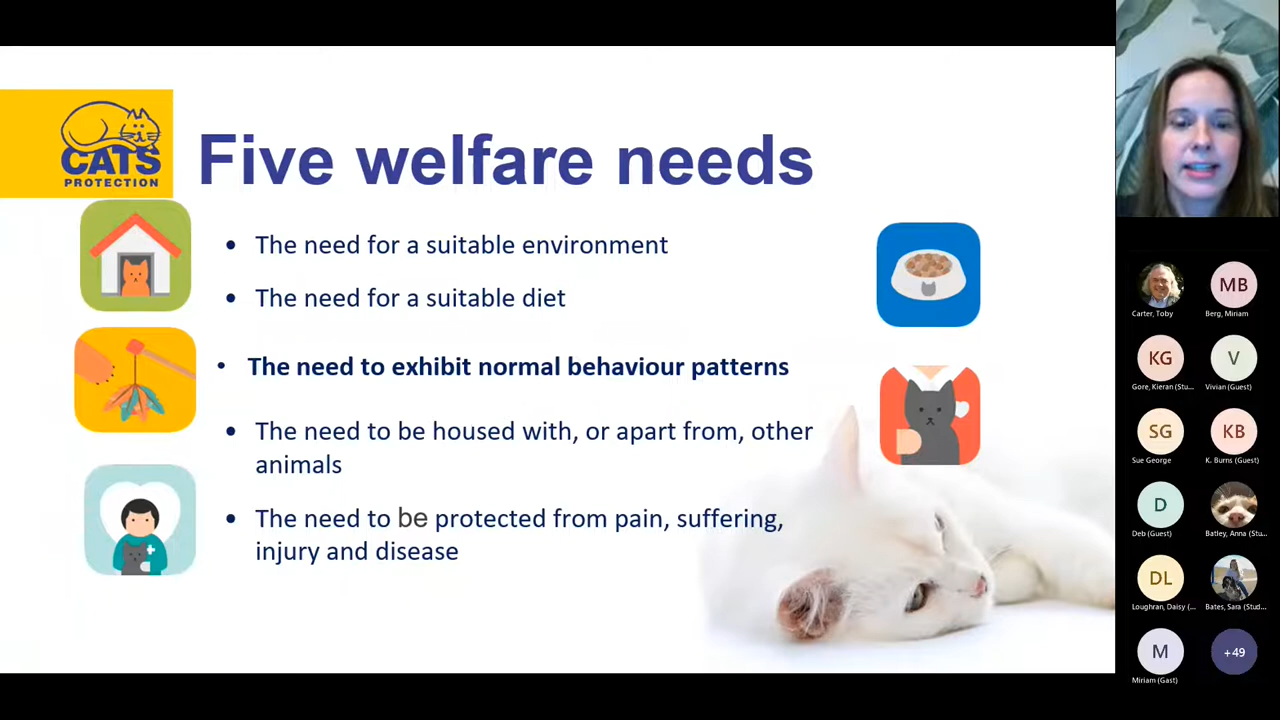 CATS
PROTECTION
Five welfare needs
• The need for a suitable environment
• The need for a suitable diet
• The need to exhibit normal behaviour patterns
• The need to be housed with, or apart from, other
animals
• The need to be protected from pain, suffering,
injury and disease
Carter, Toby
MB
Berg, Miriam
KG
Gore, Kieran (Stu...
V
Vivian (Guest)
SG
Sue George
KB
K. Burns (Guest)
D
Deb (Guest)
Batley, Anna (Stu...
DL
Loughran, Daisy (...
Bates, Sara (Stud...
M
Miriam (Gast)
+49